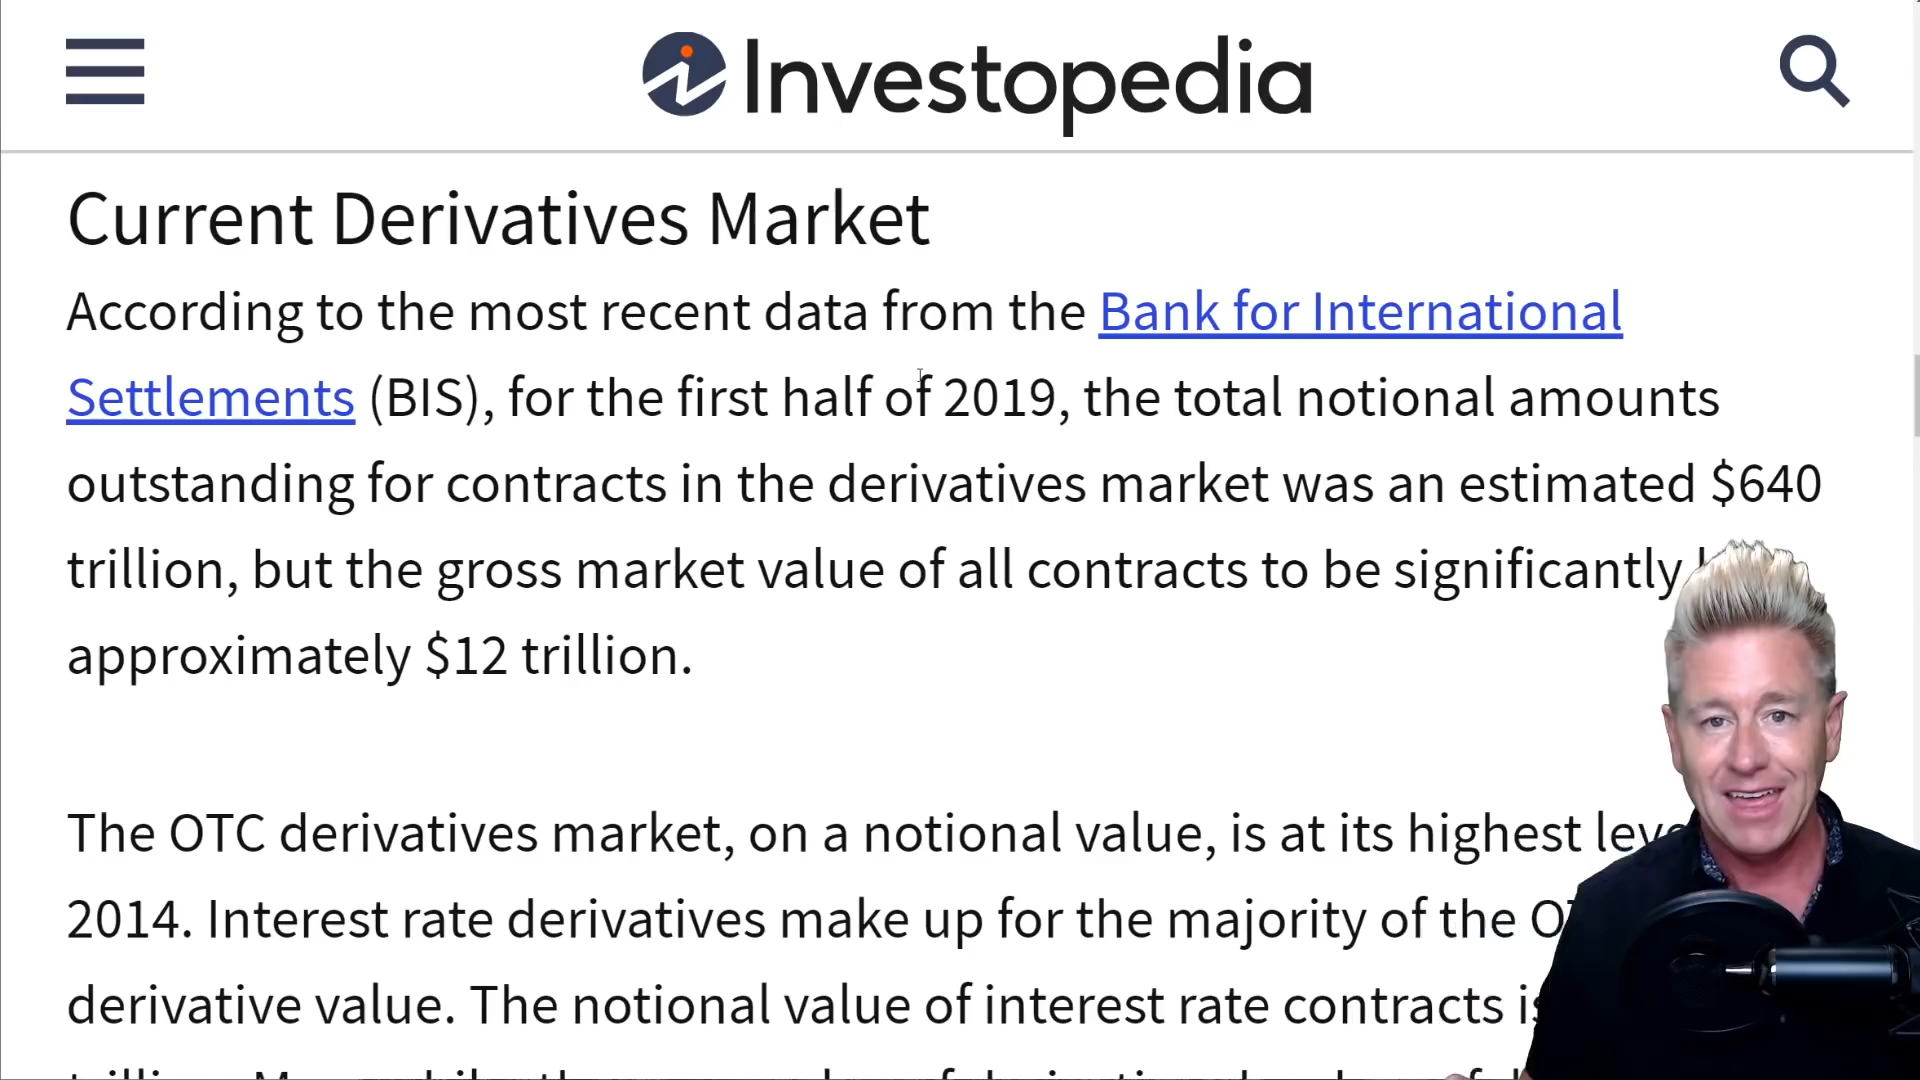 Investopedia
Current Derivatives Market
According to the most recent data from the Bank for International
Settlements (BIS), for the first half of 2019, the total notional amounts
outstanding for contracts in the derivatives market was an estimated $640
trillion, but the gross market value of all contracts to be significantly
approximately $12 trillion.
The OTC derivatives market, on a notional value, is at its highest
2014. Interest rate derivatives make up for the majority of the
derivative value. The notional value of interest rate contracts is